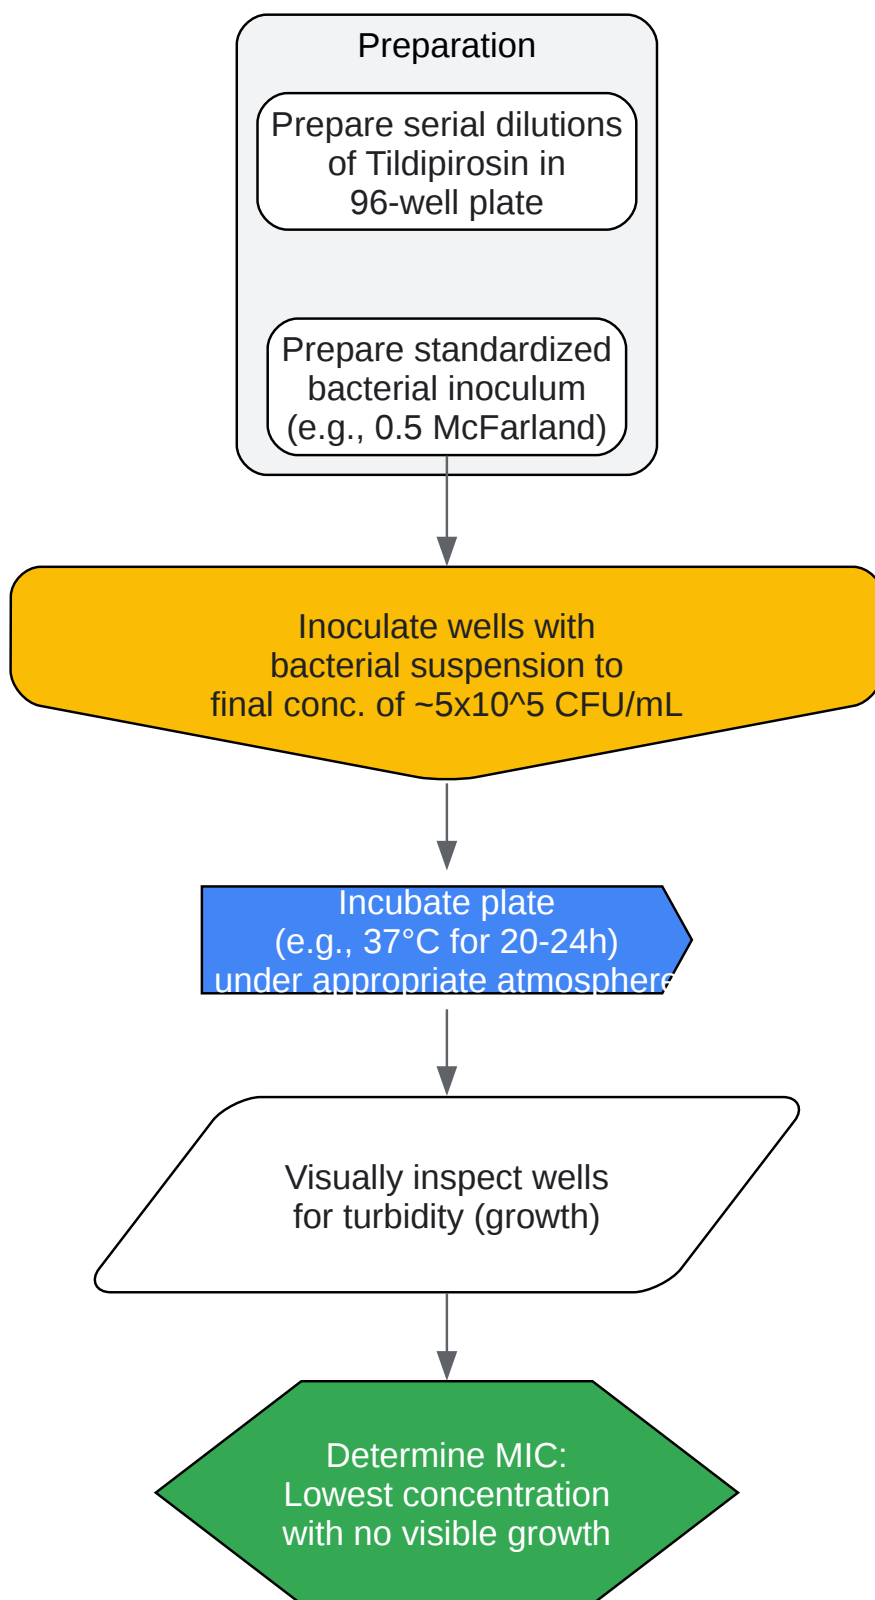 Preparation
Prepare serial dilutions
of Tildipirosin in
96-well plate
Prepare standardized
bacterial inoculum
(e.g., 0.5 McFarland)
Inoculate wells with
bacterial suspension to
final conc. of ~5x10^5 CFU/mL
Incubate plate
(e.g., 37°C for 20-24h)
under appropriate atmosphere
Visually inspect wells
for turbidity (growth)
Determine MIC:
Lowest concentration
with no visible growth